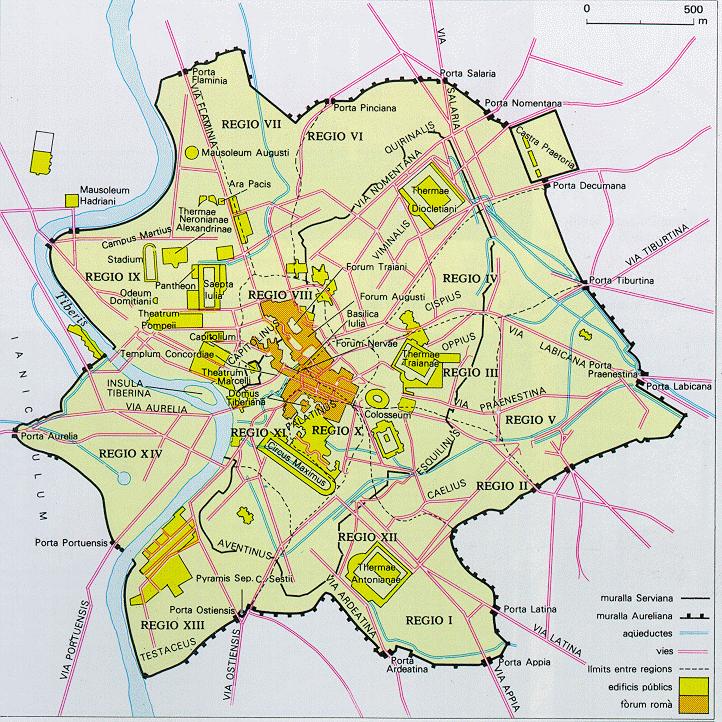 0 500
m
Porta
Flaminia
VIA FLAMINIA
VIA
SALARIA
Porta Salaria
Porta Pinciana
Porta Nomentana
REGIO VII
REGIO VI
QUIRINALIS
Castra Praetoria
Mausoleum Augusti
VIA NOMENTANA
Porta Decumana
Ara Pacis
Mausoleum
Hadriani
Thermae
Diocletiani
Thermae
Neronianae
Alexandrinae
Campus Martius
VIMINALIS
VIA TIBURTINA
Stadium
Forum Traiani
REGIO IX
Pantheon
Saepta
Iulia
REGIO IV
Porta Tiburtina
Odeum
Domitiani
REGIO VIII
Forum Augusti
CISPIUS
Tiberis
Theatrum
Pompeii
Basilica
Iulia
VIA LABICANA
Capitolium
CAPITOLINUS
Forum Nervae
OPPIUS
Templum Concordiae
Thermae
Traianae
Porta
Praenestina
Theatrum
Marcelli
REGIO III
Porta Labicana
INSULA
TIBERINA
Domus
Tiberiana
VIA PRAENESTINA
VIA AURELIA
PALATINUS
Colosseum
REGIO V
IANICULUM
Porta Aurelia
REGIO XI
REGIO X
REGIO XIV
Circus Maximus
ESQUILINUS
CAELIUS
REGIO II
Porta Portuensis
AVENTINUS
REGIO XII
Pyramis Sep. C. Sestii
Thermae
Antonianae
Porta Ostiensis
REGIO XIII
TESTACEUS
VIA PORTUENSIS
VIA OSTIENSIS
VIA ARDEATINA
REGIO I
Porta Latina
VIA LATINA
Porta
Ardeatina
Porta Appia
VIA APPIA
muralla Serviana
muralla Aureliana
aqüeductes
vies
límits entre regions
edificis públics
fòrum romà